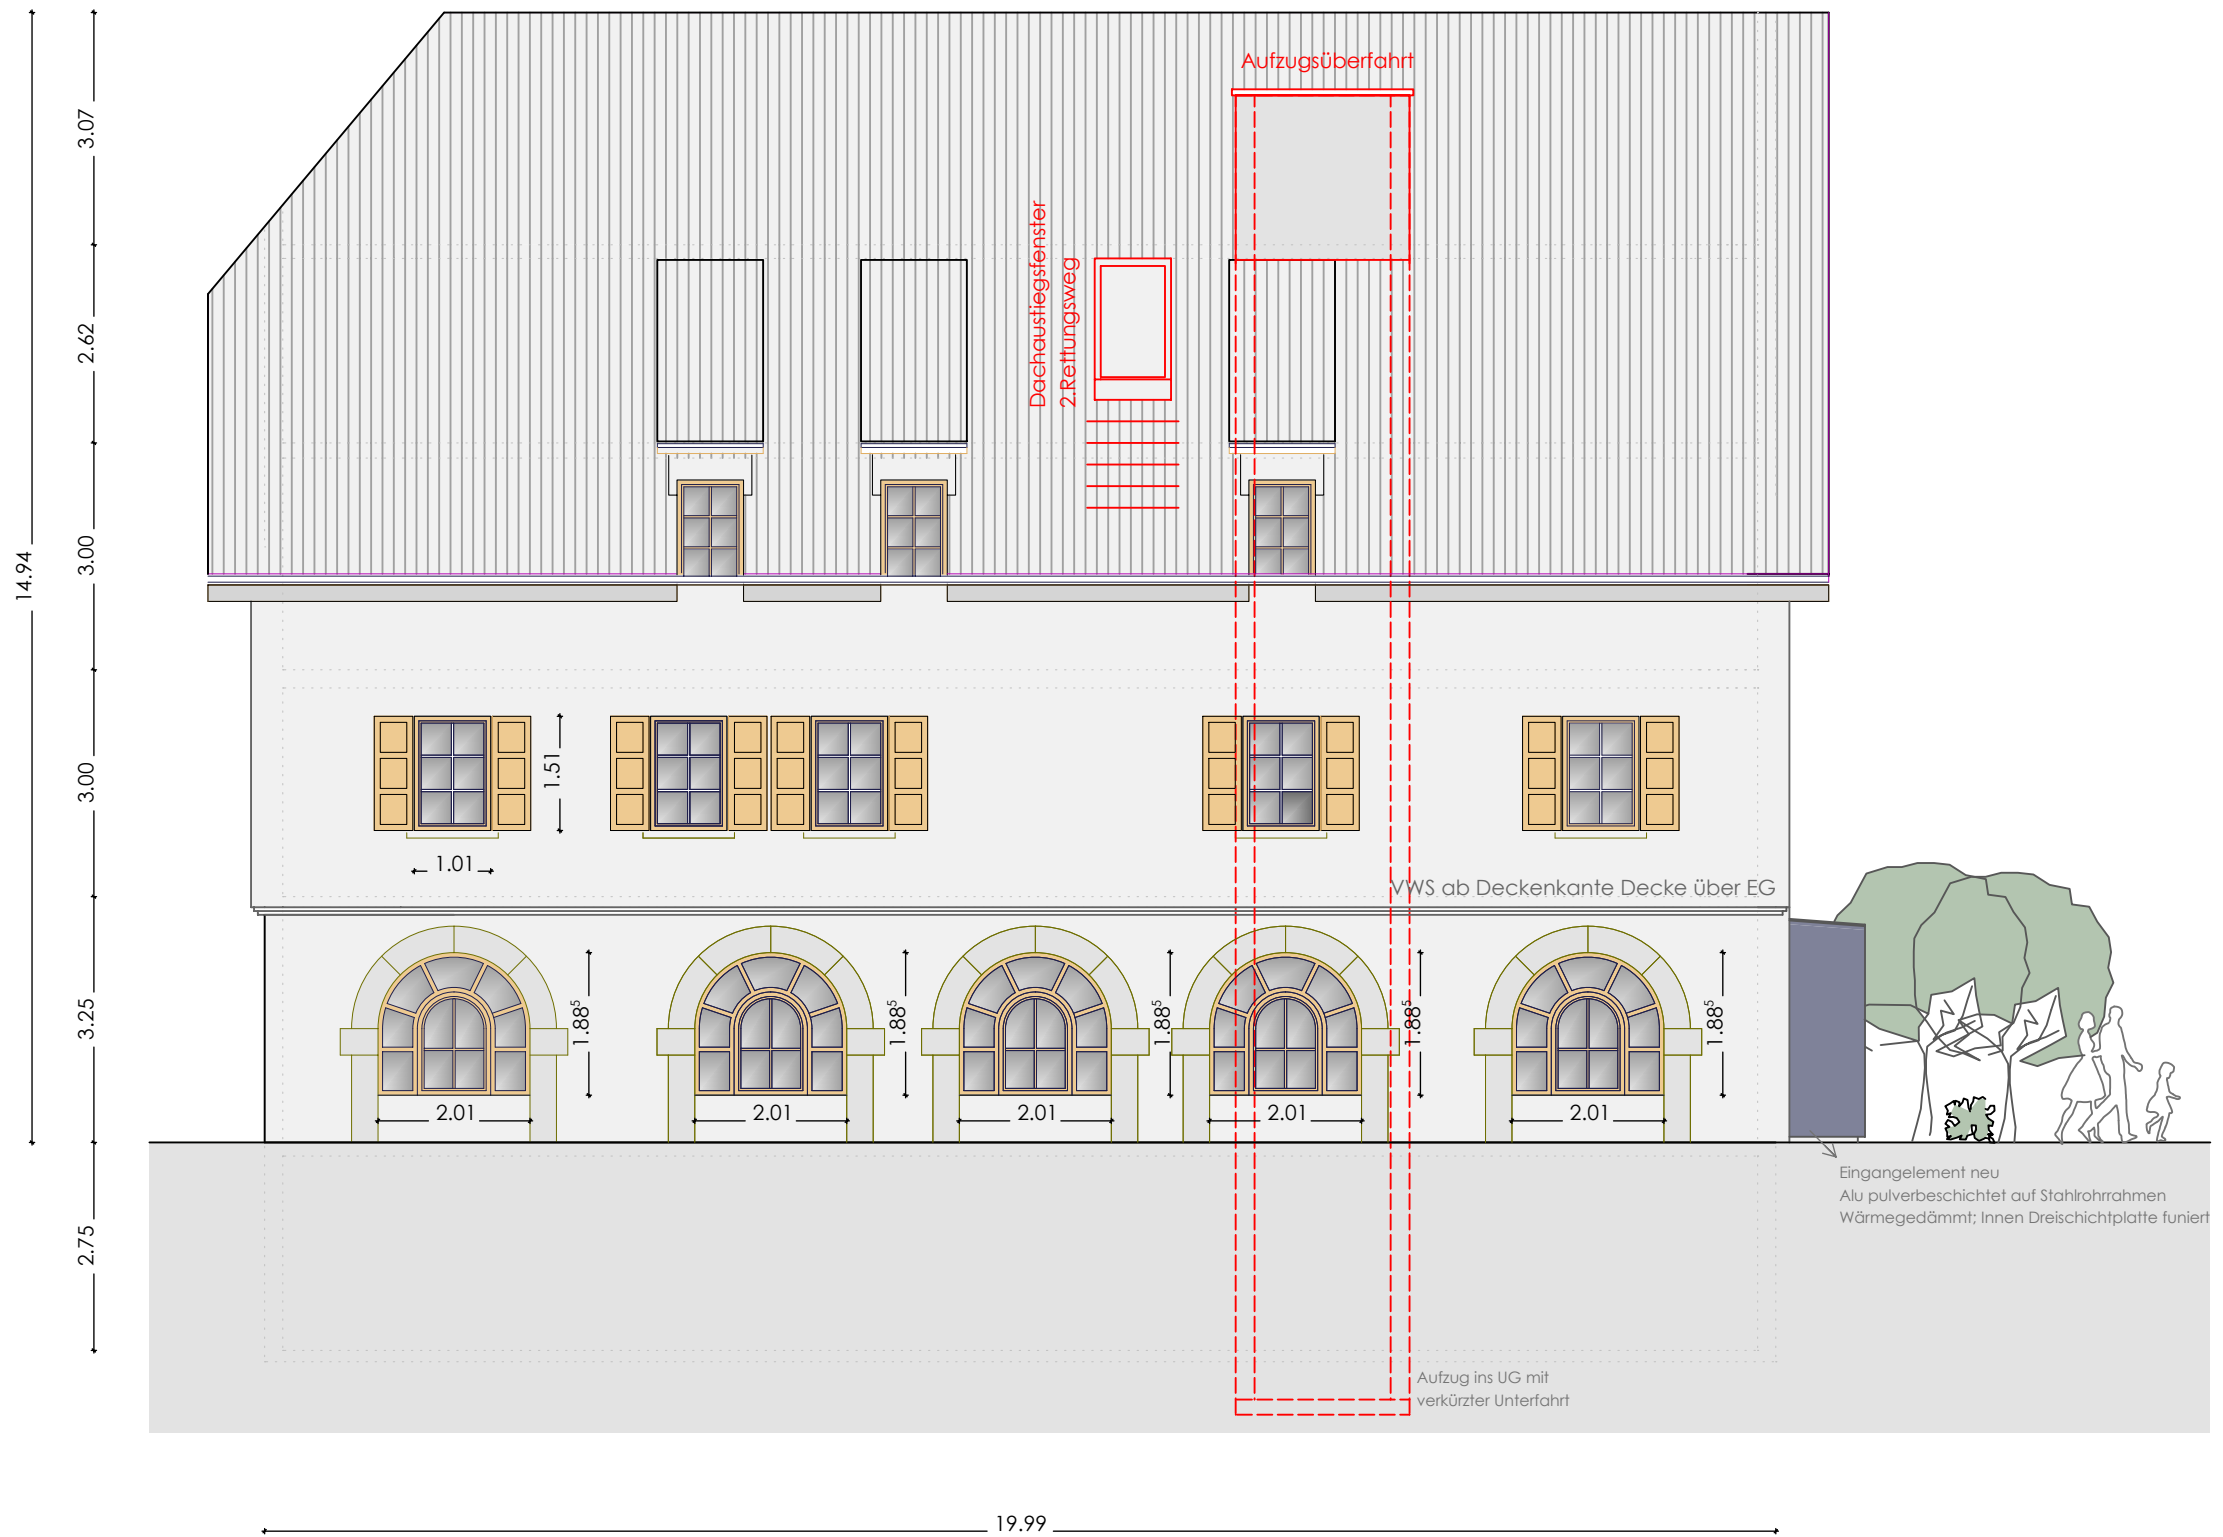 Aufzugsüberfahrt
3.07
Dachaustiegsfenster
2.Rettungsweg
2.62
14.94
3.00
3.00
1.51
1.01
VWS ab Deckenkante Decke über EG
3.25
1.88⁵
1.88⁵
1.88⁵
1.88⁵
1.88⁵
2.01
2.01
2.01
2.01
2.01
Eingangelement neu
Alu pulverbeschichtet auf Stahlrohrrahmen
Wärmegedämmt; Innen Dreischichtplatte funiert
2.75
Aufzug ins UG mit
verkürzter Unterfahrt
19.99